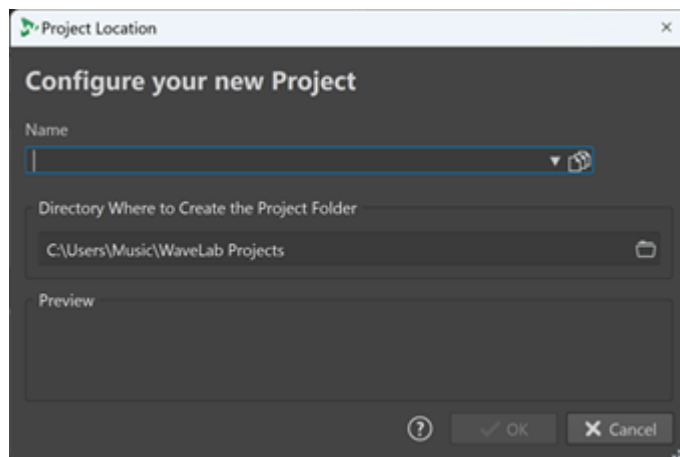 Project Location
Configure your new Project
Name
Directory Where to Create the Project Folder
C:\Users\Music\WaveLab Projects
Preview
OK
Cancel